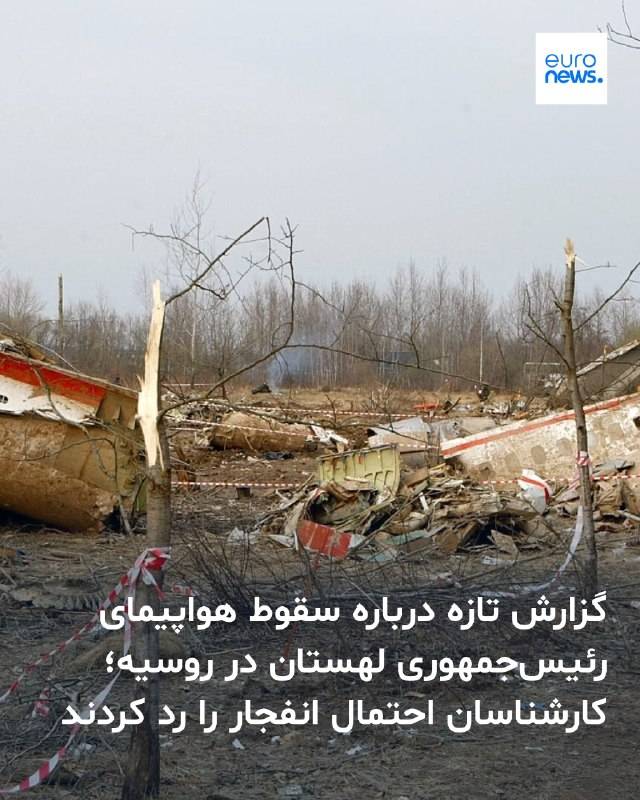 euro
news.
گزارش تازه درباره سقوط هواپیمای
رئیس‌جمهوری لهستان در روسیه؛
کارشناسان احتمال انفجار را رد کردند